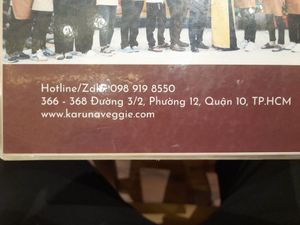 Hotline/Zalo: 098 919 8550
366 - 368 Đường 3/2, Phường 12, Quận 10, TP.HCM
www.karunaveggie.com